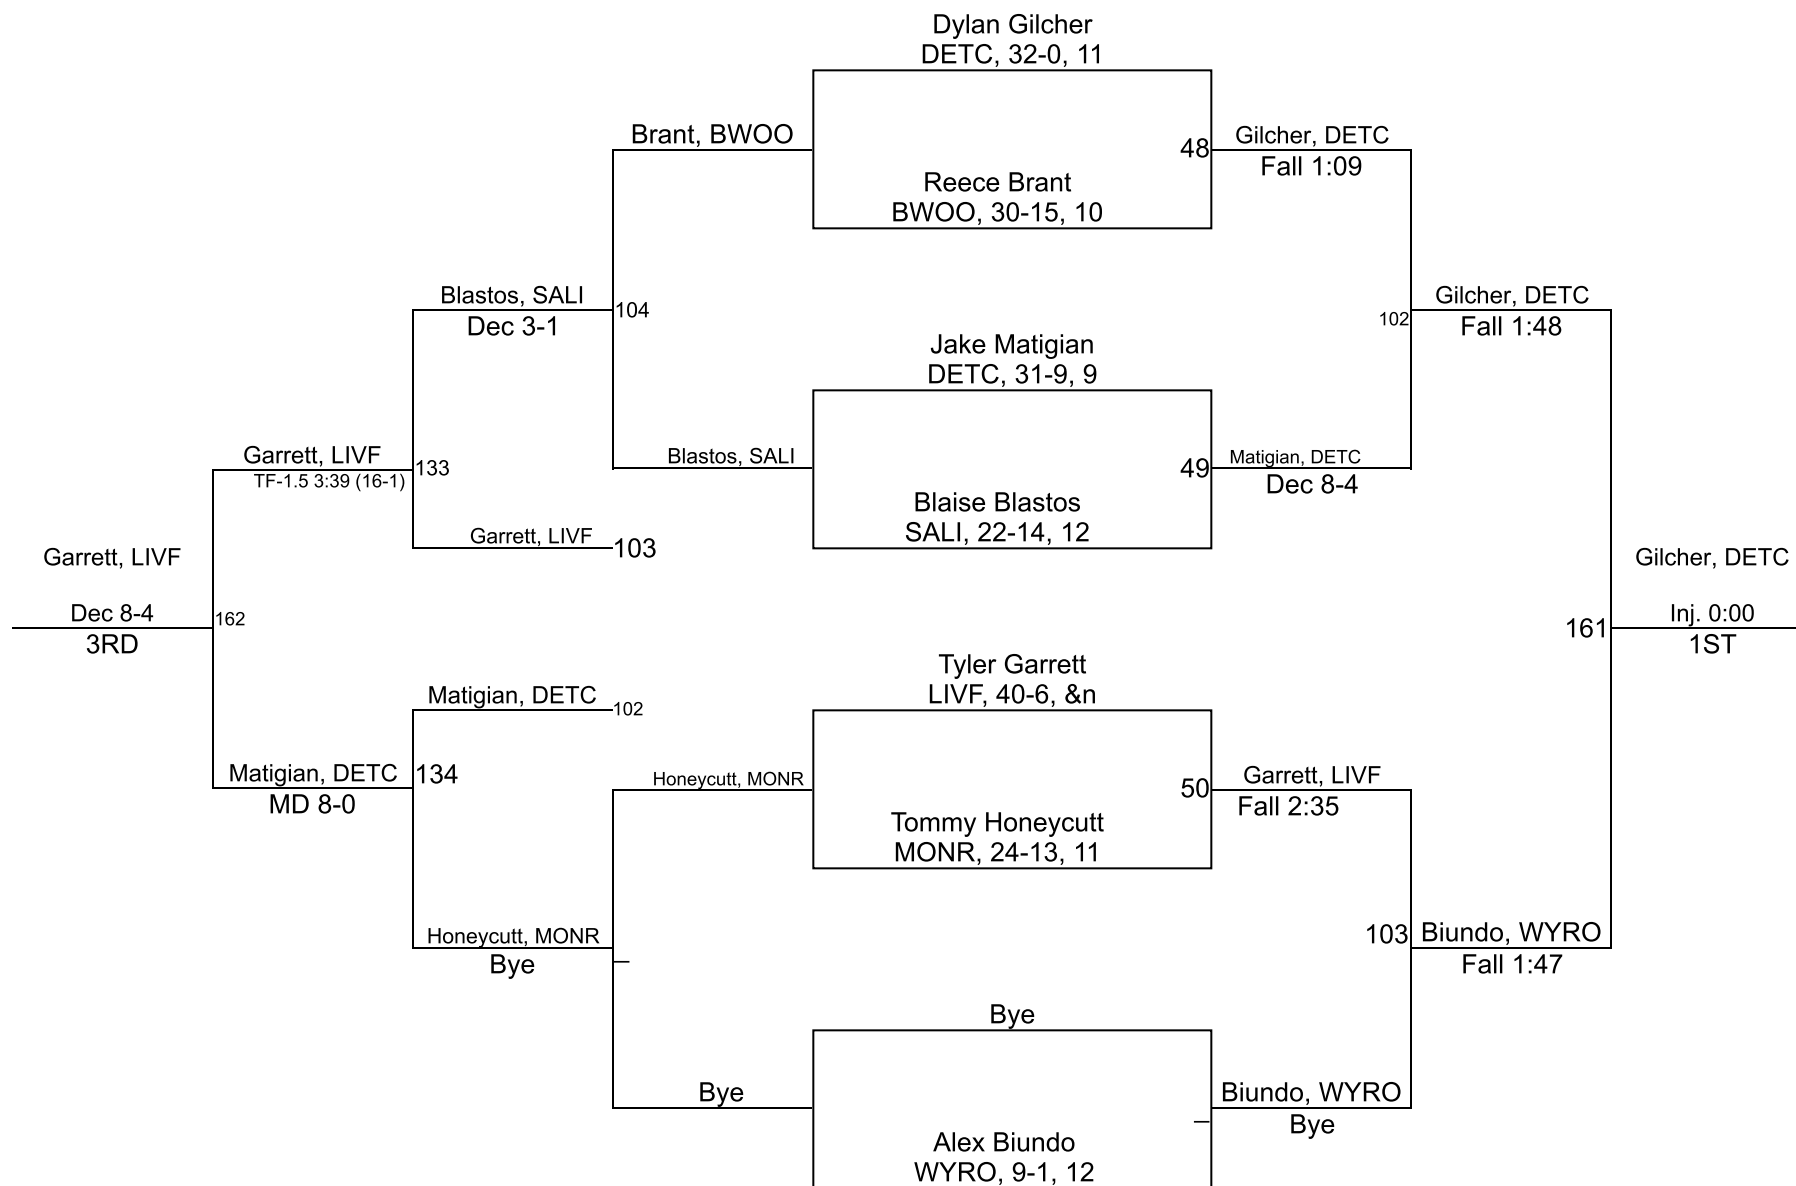 Dylan Gilcher
DETC, 32-0, 11
Brant, BWOO
48
Gilcher, DETC
Fall 1:09
Reece Brant
BWOO, 30-15, 10
Blastos, SALI
Dec 3-1
104
102
Gilcher, DETC
Fall 1:48
Jake Matigian
DETC, 31-9, 9
Garrett, LIVF
TF-1.5 3:39 (16-1)
133
Blastos, SALI
49
Matigian, DETC
Dec 8-4
Blaise Blastos
SALI, 22-14, 12
Garrett, LIVF
103
Garrett, LIVF
Dec 8-4
3RD
162
Gilcher, DETC
161
Inj. 0:00
1ST
Tyler Garrett
LIVF, 40-6, &n
Matigian, DETC
102
Matigian, DETC
MD 8-0
134
Honeycutt, MONR
50
Garrett, LIVF
Fall 2:35
Tommy Honeycutt
MONR, 24-13, 11
Honeycutt, MONR
Bye
103
Biundo, WYRO
Fall 1:47
Bye
Bye
Biundo, WYRO
Bye
Alex Biundo
WYRO, 9-1, 12